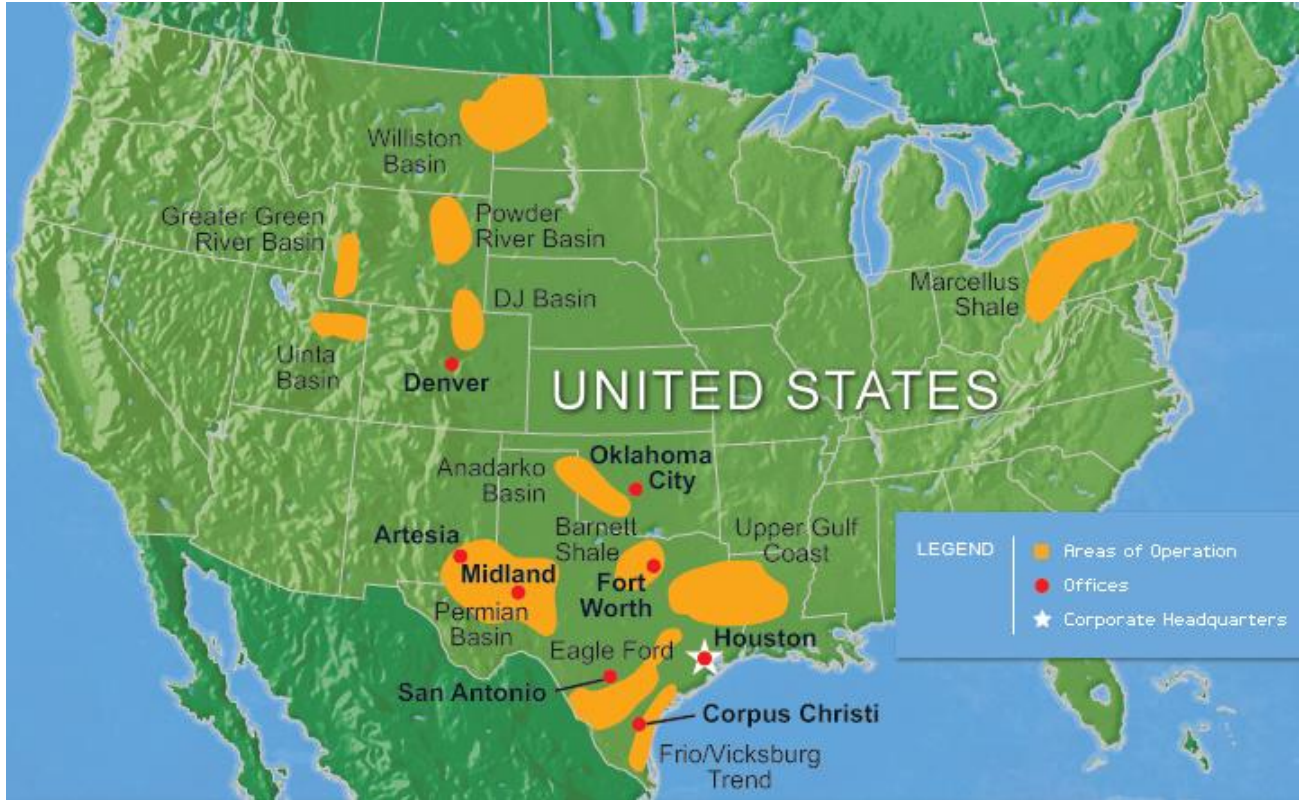 Williston
Basin
Greater Green
River Basin
Powder
River Basin
DJ Basin
Marcellus
Shale
Uinta
Basin
Denver
UNITED STATES
Anadarko
Basin
Oklahoma
City
Artesia
Barnett
Shale
Upper Gulf
Coast
Midland
Fort
Worth
Permian
Basin
Eagle Ford
Houston
San Antonio
Corpus Christi
Frio/Vicksburg
Trend
LEGEND
Areas of Operation
Offices
Corporate Headquarters